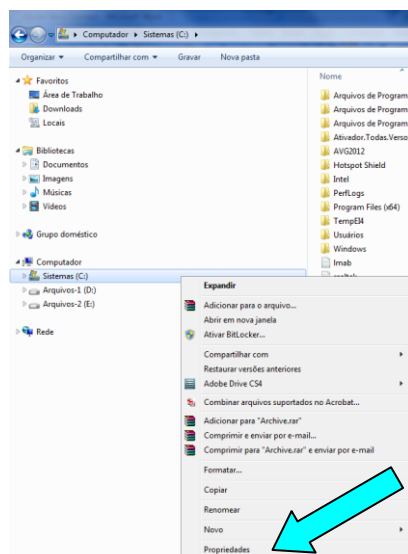 Computador ▸ Sistemas (C:) ▸
Organizar Compartilhar com Gravar Nova pasta
Favoritos
Área de Trabalho
Downloads
Locais
Bibliotecas
Documentos
Imagens
Músicas
Vídeos
Grupo doméstico
Computador
Sistemas (C:)
Arquivos-1 (D:)
Arquivos-2 (E:)
Rede
Nome
Arquivos de Program
Arquivos de Program
Arquivos de Program
Ativador.Todas.Verso
AVG2012
Hotspot Shield
Intel
PerfLogs
Program Files (x64)
TempEI4
Usuários
Windows
lmab
Expandir
Adicionar para o arquivo...
Abrir em nova janela
Ativar BitLocker...
Compartilhar com
Restaurar versões anteriores
Adobe Drive CS4
Combinar arquivos suportados no Acrobat...
Adicionar para "Archive.rar"
Comprimir e enviar por e-mail...
Comprimir para "Archive.rar" e enviar por e-mail
Formatar...
Copiar
Renomear
Novo
Propriedades